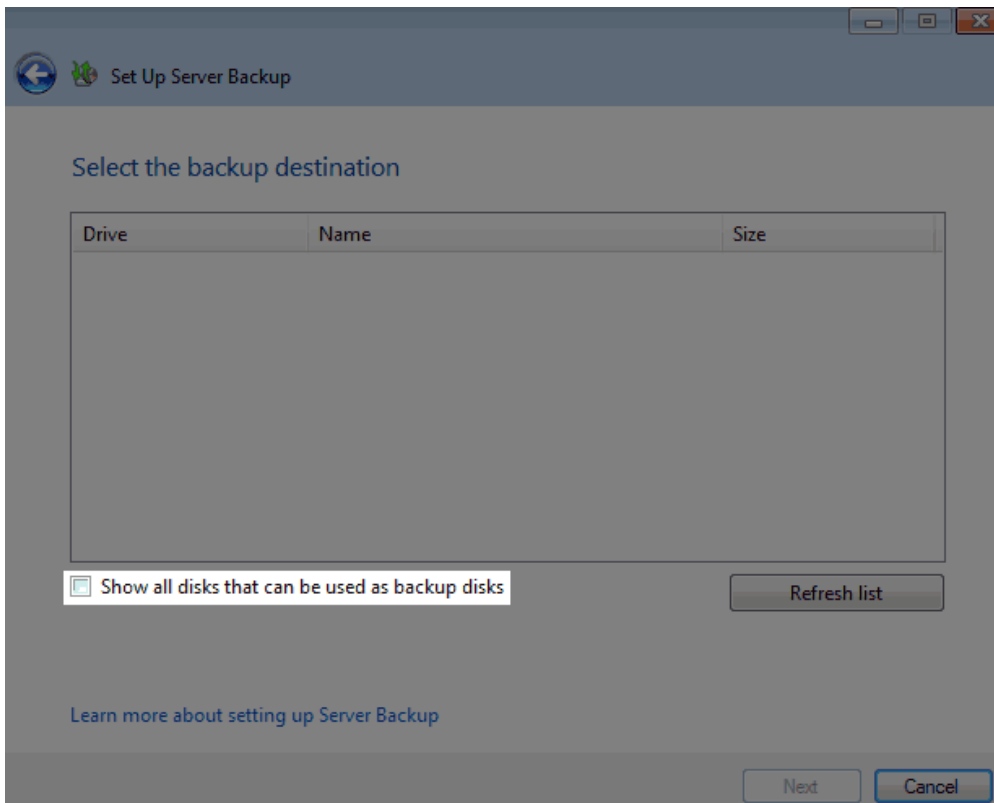 Set Up Server Backup
Select the backup destination
Drive Name Size
Show all disks that can be used as backup disks
Refresh list
Learn more about setting up Server Backup
Next Cancel